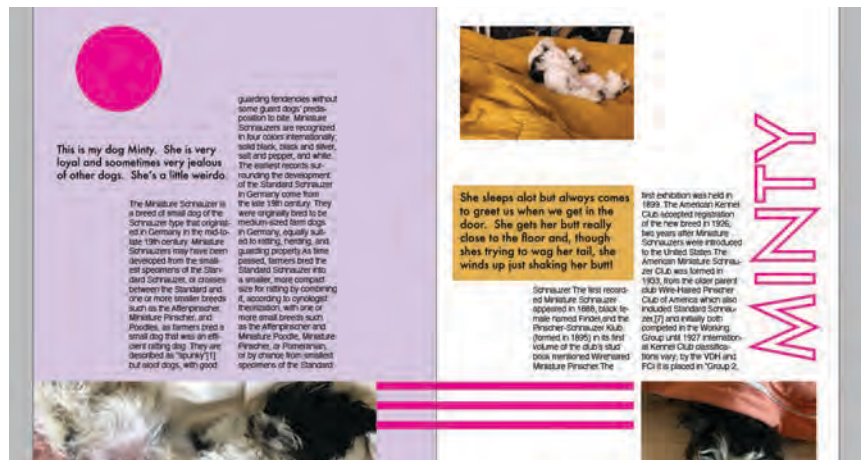 This is my dog Minty. She is very
loyal and soometimes very jealous
of other dogs. She's a little weirdo.
The Miniature Schnauzer is
a breed of small dog of the
Schnauzer type that originat-
ed in Germany in the mid-to-
late 19th century. Miniature
Schnauzers may have been
developed from the small-
est specimens of the Stan-
dard Schnauzer, or crosses
between the Standard and
one or more smaller breeds
such as the Affenpinscher,
Miniature Pinscher, and
Poodles, as farmers bred a
small dog that was an effi-
cient ratting dog. They are
described as "spunky"[1]
but aloof dogs, with good
guarding tendencies without
some guard dogs' predis-
position to bite. Miniature
Schnauzers are recognized
in four colors internationally:
solid black, black and silver,
salt and pepper, and white.
The earliest records sur-
rounding the development
of the Standard Schnauzer
in Germany come from
the late 19th century. They
were originally bred to be
medium-sized farm dogs
in Germany, equally suit-
ed to ratting, herding, and
guarding property. As time
passed, farmers bred the
Standard Schnauzer into
a smaller, more compact
size for ratting by combining
it, according to cynologist
theorization, with one or
more small breeds such
as the Affenpinscher and
Miniature Poodle, Miniature
Pinscher, or Pomeranian,
or by chance from smallest
specimens of the Standard
She sleeps alot but always comes
to greet us when we get in the
door. She gets her butt really
close to the floor and, though
shes trying to wag her tail, she
winds up just shaking her butt!
Schnauzer The first record-
ed Miniature Schnauzer
appeared in 1888, black fe-
male named Findel,and the
Pinscher-Schnauzer Klub
(formed in 1895) in its first
volume of the club's stud
book mentioned Wirehaired
Miniature Pinscher. The
first exhibition was held in
1899. The American Kennel
Club accepted registration
of the new breed in 1926,
two years after Miniature
Schnauzers were introduced
to the United States. The
American Miniature Schnau-
zer Club was formed in
1933, from the older parent
club Wire-Haired Pinscher
Club of America which also
included Standard Schnau-
zer,[7] and initially both
competed in the Working
Group until 1927 internation-
al Kennel Club classifica-
tions vary; by the VDH and
FCI it is placed in "Group 2,
MINTY